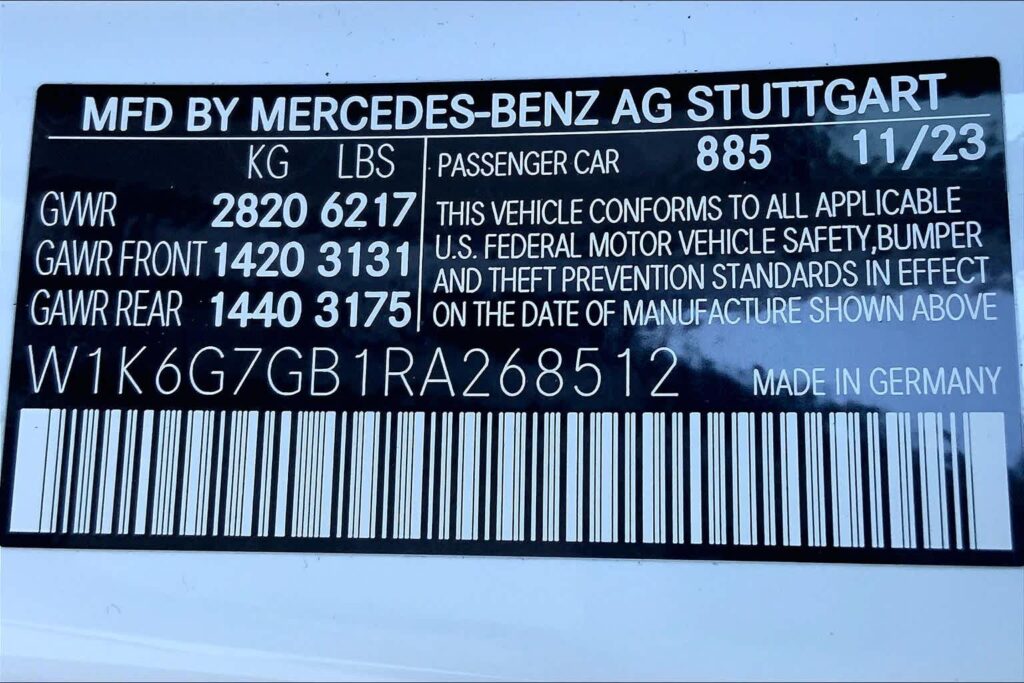 MFD BY MERCEDES-BENZ AG STUTTGART
KG LBS
GVWR 2820 6217
GAWR FRONT 1420 3131
GAWR REAR 1440 3175
PASSENGER CAR 885 11/23
THIS VEHICLE CONFORMS TO ALL APPLICABLE
U.S. FEDERAL MOTOR VEHICLE SAFETY,BUMPER
AND THEFT PREVENTION STANDARDS IN EFFECT
ON THE DATE OF MANUFACTURE SHOWN ABOVE
W1K6G7GB1RA268512
MADE IN GERMANY